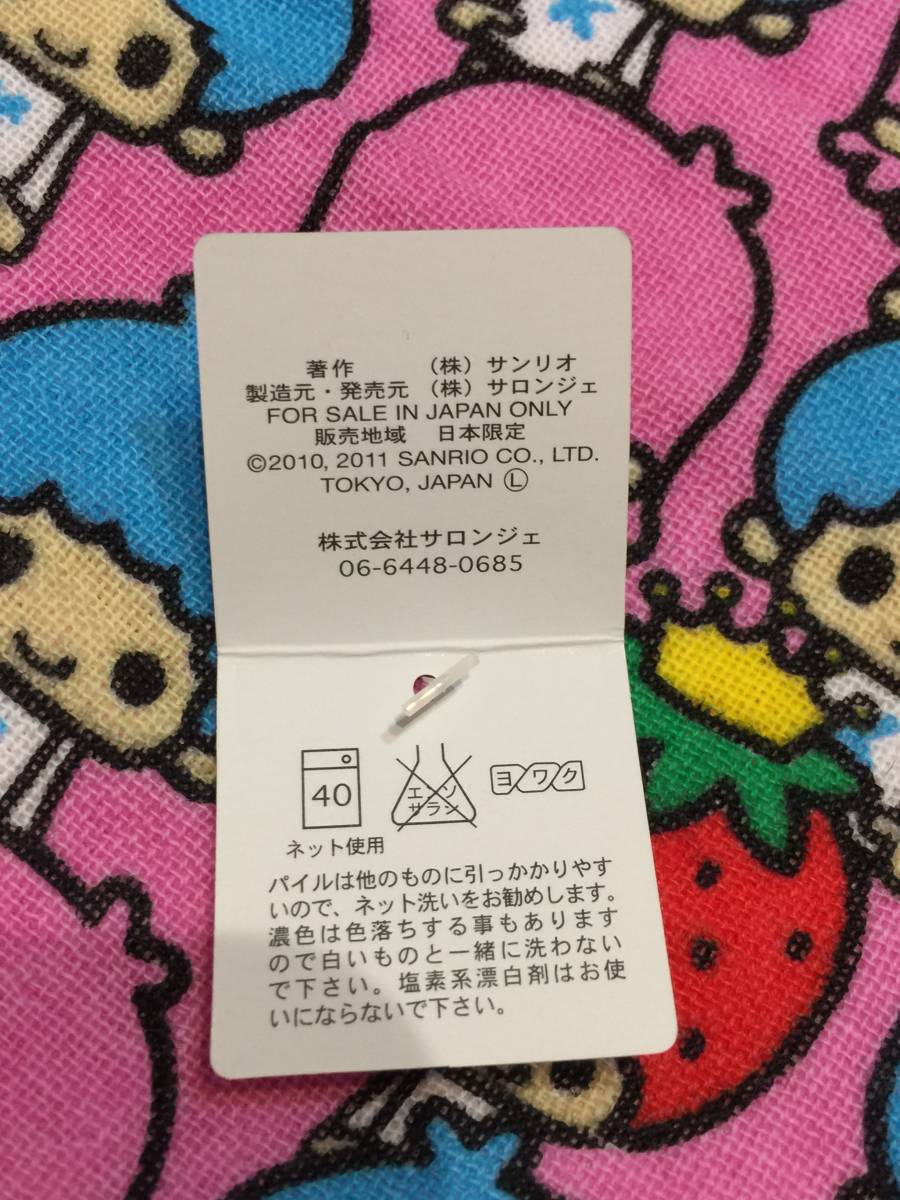 著作 (株) サンリオ
製造元・発売元 (株) サロンジェ
FOR SALE IN JAPAN ONLY
販売地域 日本限定
©2010, 2011 SANRIO CO., LTD.
TOKYO, JAPAN Ⓛ
株式会社サロンジェ
06-6448-0685
40
エンソ
サラン
ヨワク
ネット使用
パイルは他のものに引っかかりやす
いので、ネット洗いをお勧めします。
濃色は色落ちする事もあります
ので白いものと一緒に洗わない
で下さい。塩素系漂白剤はお使
いにならないで下さい。